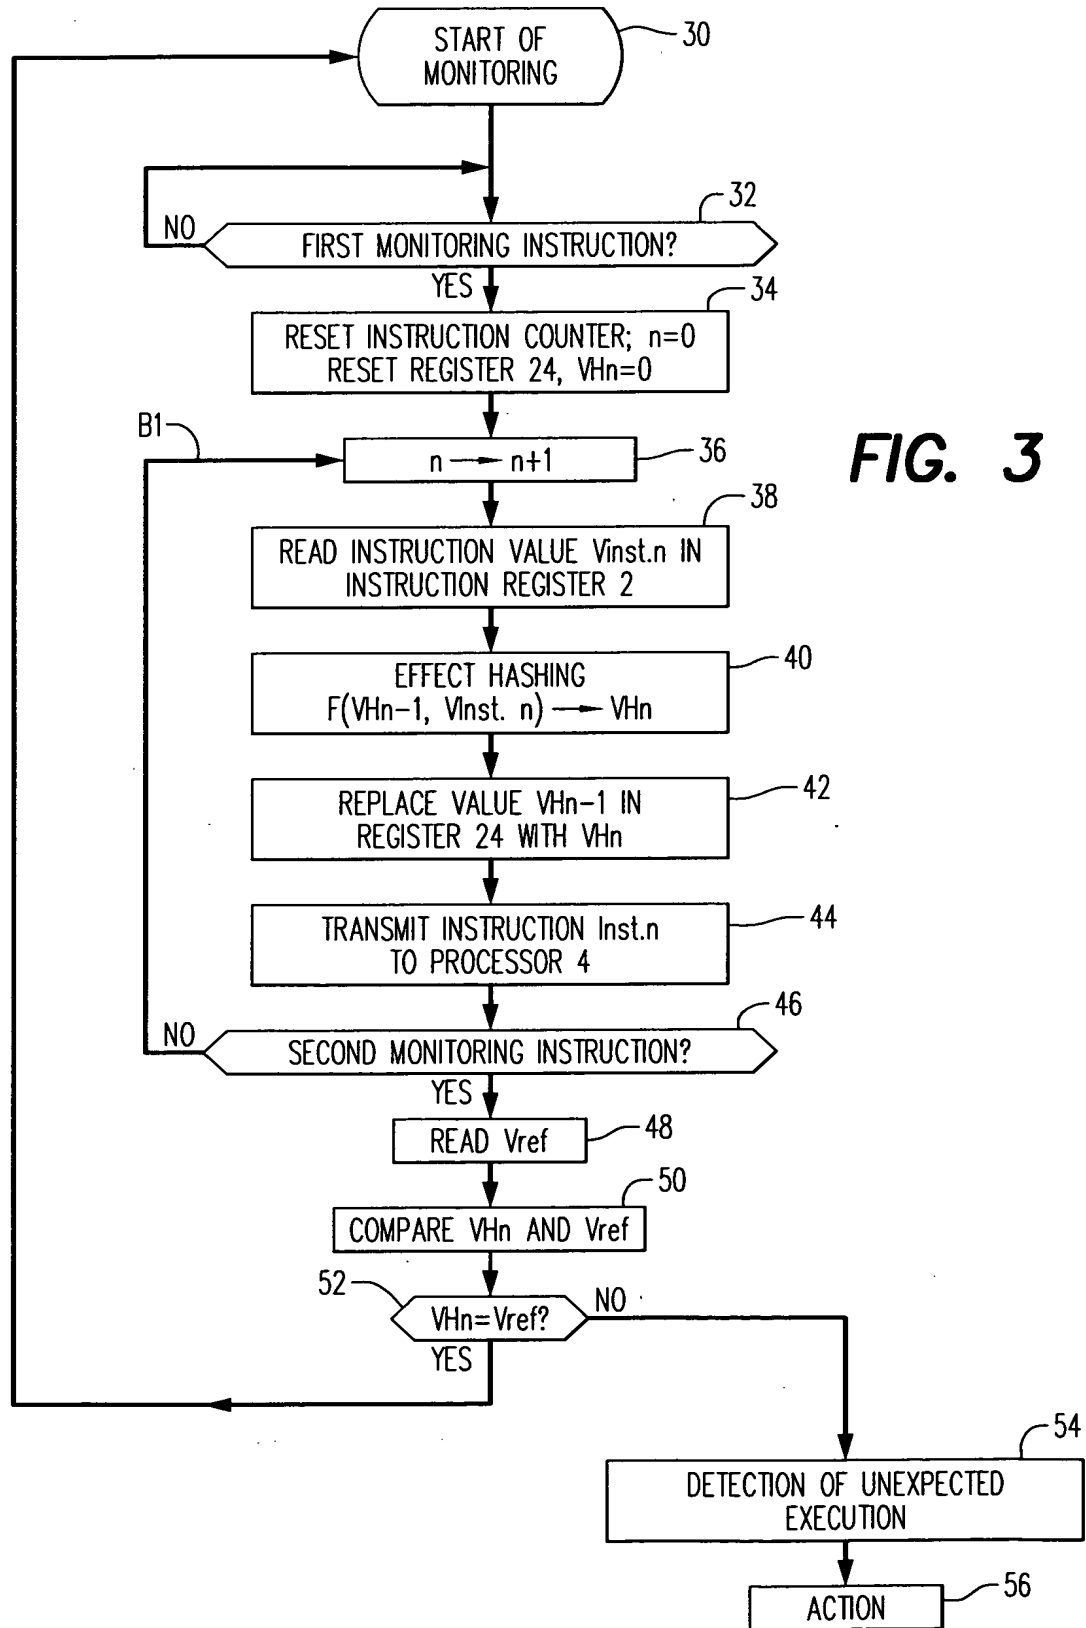 START OF
MONITORING
30
32
NO
FIRST MONITORING INSTRUCTION?
YES
34
RESET INSTRUCTION COUNTER; n=0
RESET REGISTER 24, VHn=0
B1
n → n+1
36
FIG. 3
38
READ INSTRUCTION VALUE Vinst.n IN
INSTRUCTION REGISTER 2
40
EFFECT HASHING
F(VHn-1, VInst. n) → VHn
42
REPLACE VALUE VHn-1 IN
REGISTER 24 WITH VHn
44
TRANSMIT INSTRUCTION Inst.n
TO PROCESSOR 4
46
NO
SECOND MONITORING INSTRUCTION?
YES
READ Vref
48
50
COMPARE VHn AND Vref
52
VHn=Vref?
NO
YES
54
DETECTION OF UNEXPECTED
EXECUTION
56
ACTION